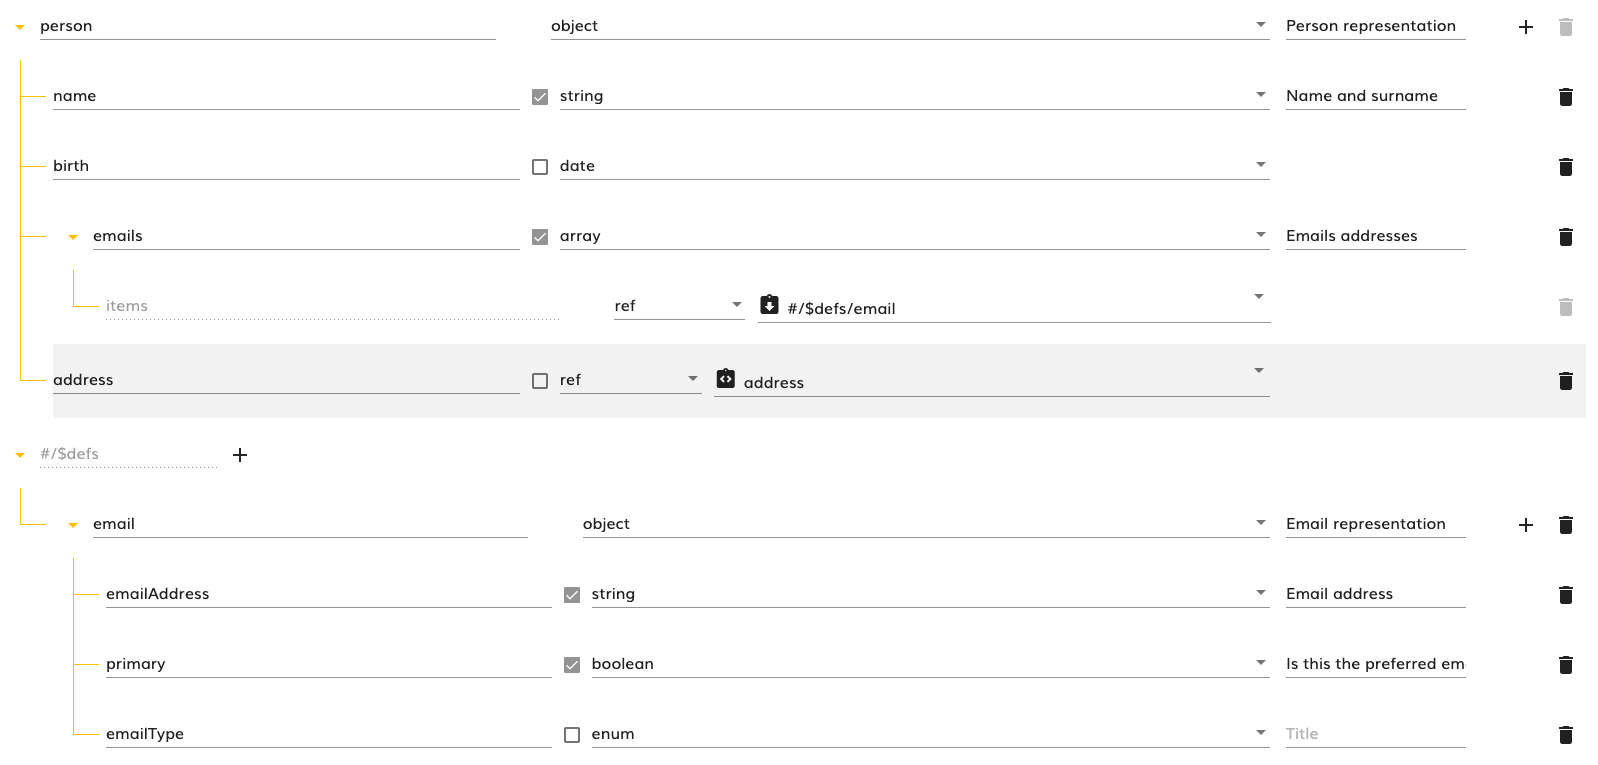 person object Person representation
name string Name and surname
birth date
emails array Emails addresses
items ref #/$defs/email
address ref address
#/$defs
email object Email representation
emailAddress string Email address
primary boolean Is this the preferred em
emailType enum Title